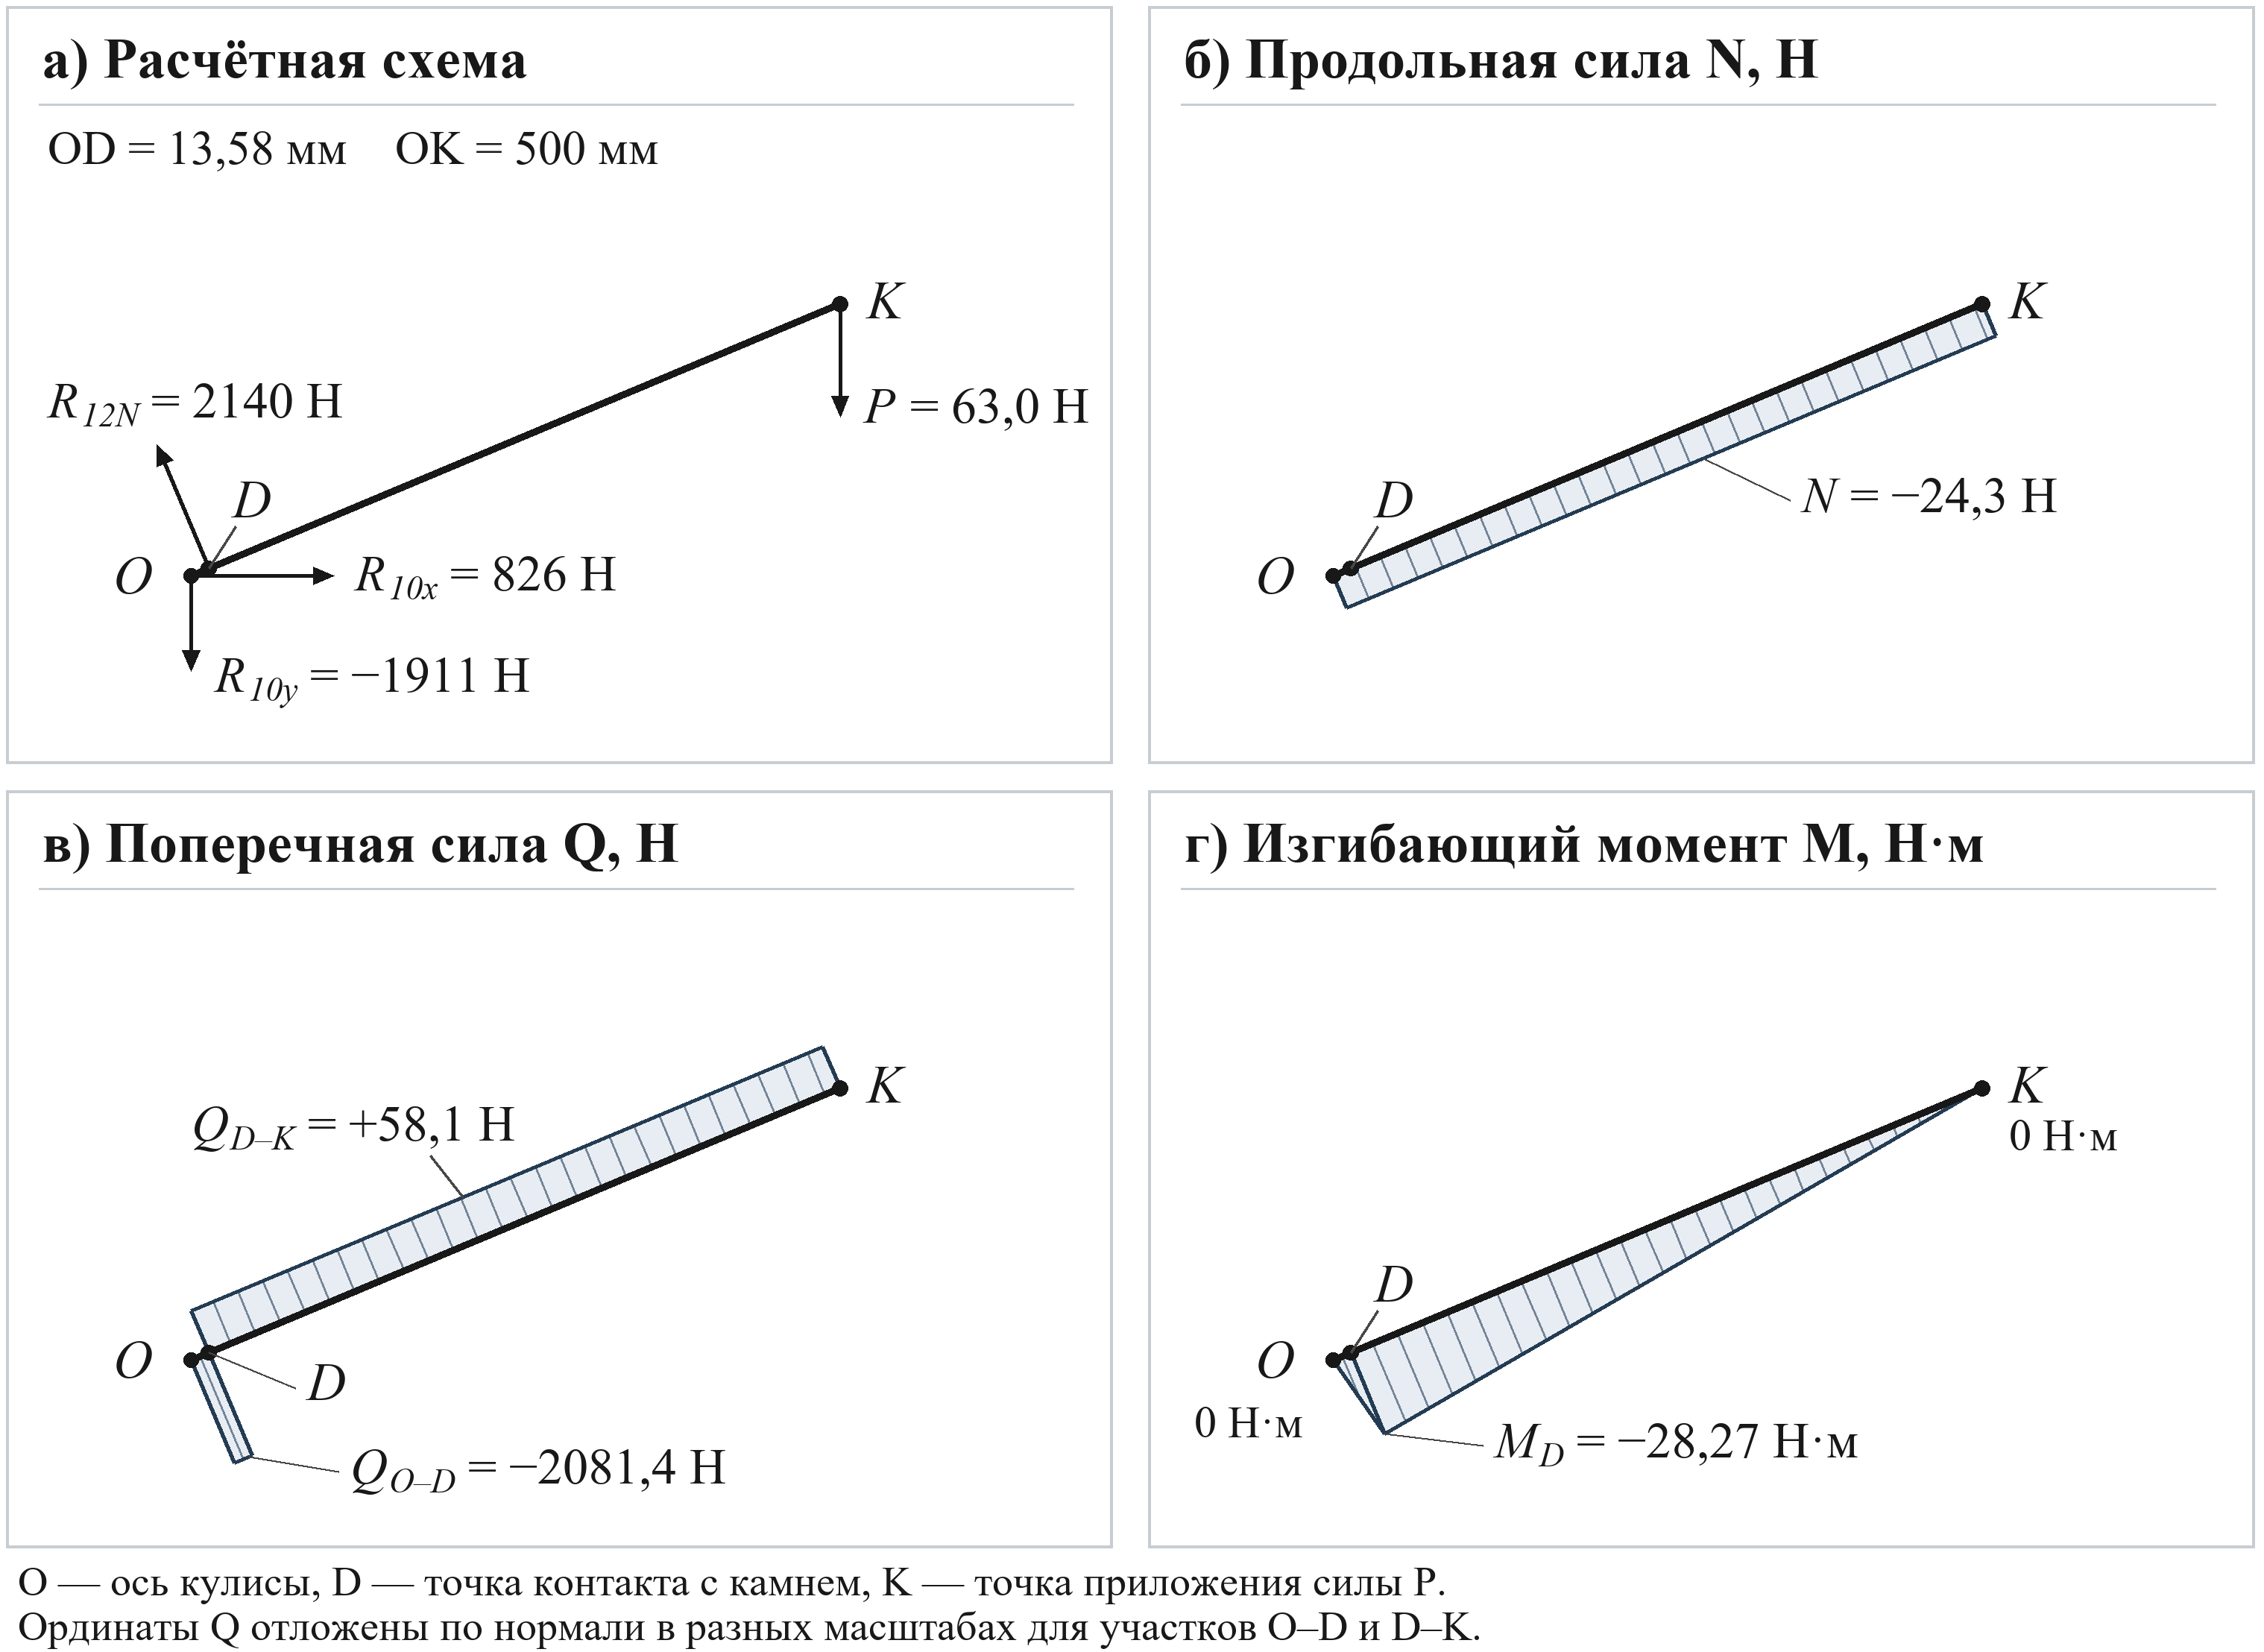 а) Расчётная схема
OD = 13,58 мм OK = 500 мм
K
R12N = 2140 Н
P = 63,0 Н
D
O
R10x = 826 Н
R10y = −1911 Н
б) Продольная сила N, Н
K
D
N = −24,3 Н
O
в) Поперечная сила Q, Н
K
QD–K = +58,1 Н
O
D
QO–D = −2081,4 Н
г) Изгибающий момент M, Н·м
K
0 Н·м
D
O
0 Н·м
MD = −28,27 Н·м
O — ось кулисы, D — точка контакта с камнем, K — точка приложения силы P.
Ординаты Q отложены по нормали в разных масштабах для участков O–D и D–K.